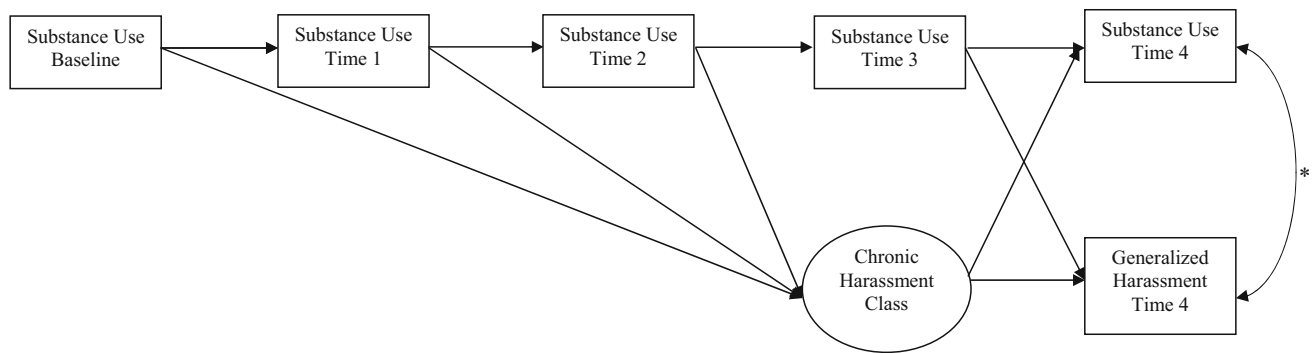 Substance Use
Baseline
Substance Use
Time 1
Substance Use
Time 2
Substance Use
Time 3
Substance Use
Time 4
*
Chronic
Harassment
Class
Generalized
Harassment
Time 4